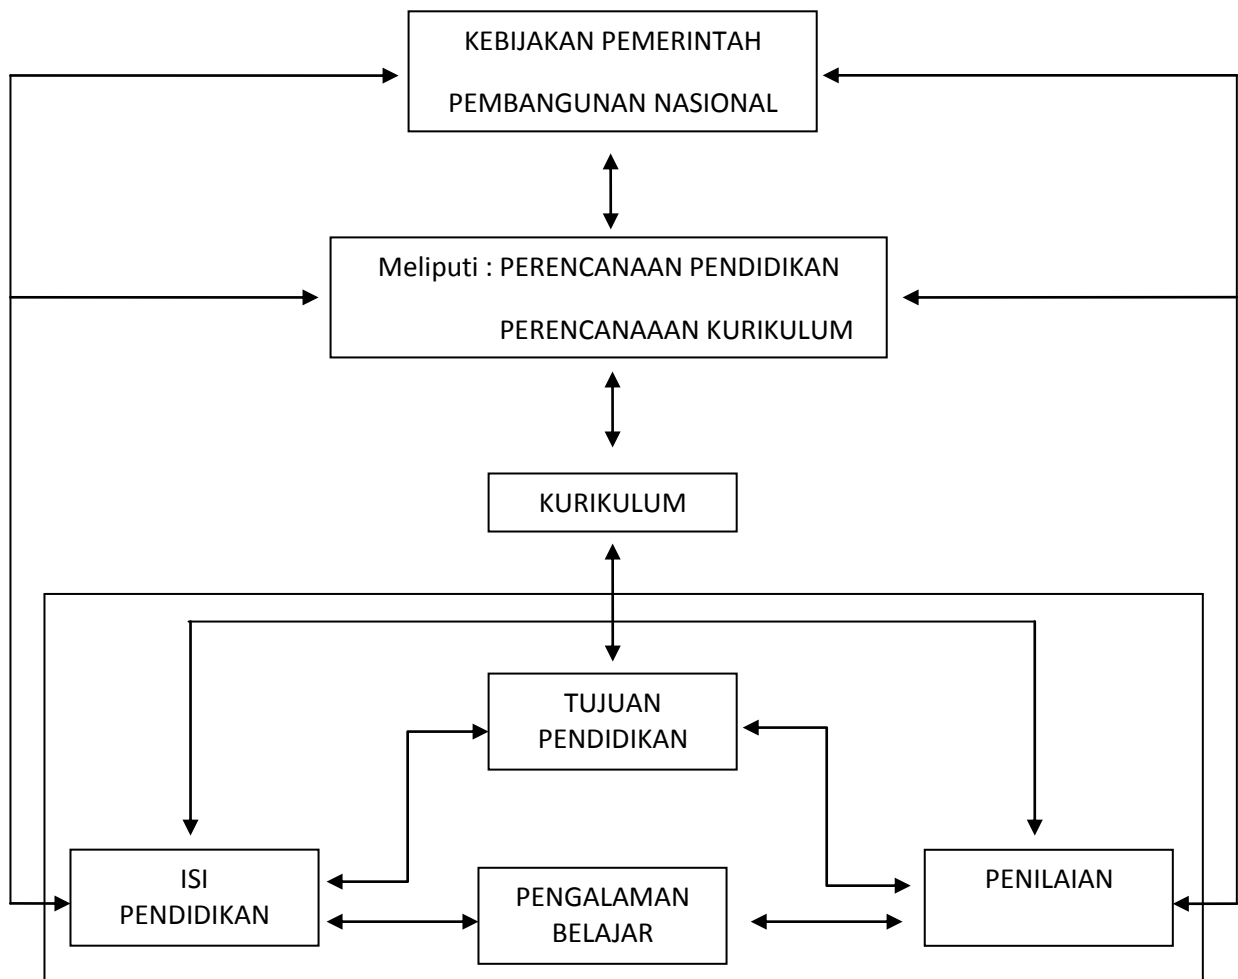 KEBIJAKAN PEMERINTAH
PEMBANGUNAN NASIONAL
Meliputi : PERENCANAAN PENDIDIKAN
PERENCANAAAN KURIKULUM
KURIKULUM
TUJUAN
PENDIDIKAN
ISI
PENDIDIKAN
PENGALAMAN
BELAJAR
PENILAIAN